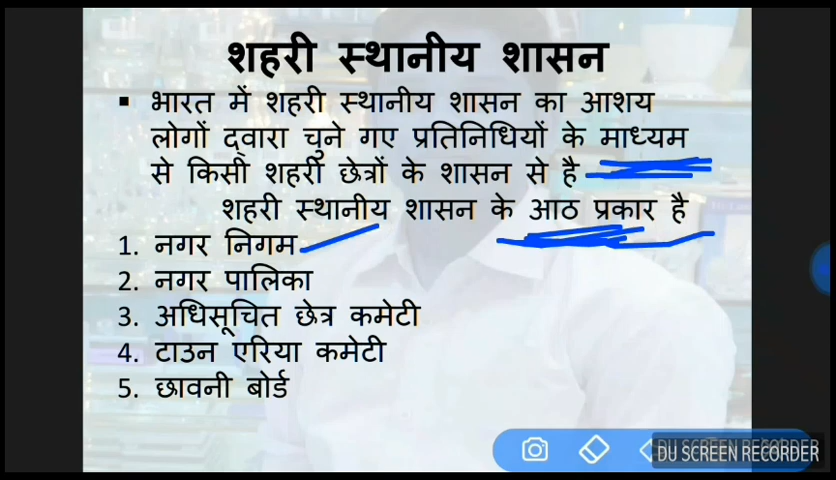 शहरी स्थानीय शासन
▪ भारत में शहरी स्थानीय शासन का आशय
लोगों द्वारा चुने गए प्रतिनिधियों के माध्यम
से किसी शहरी छेत्रों के शासन से है
शहरी स्थानीय शासन के आठ प्रकार है
1. नगर निगम
2. नगर पालिका
3. अधिसूचित छेत्र कमेटी
4. टाउन एरिया कमेटी
5. छावनी बोर्ड
DU SCREEN RECORDER